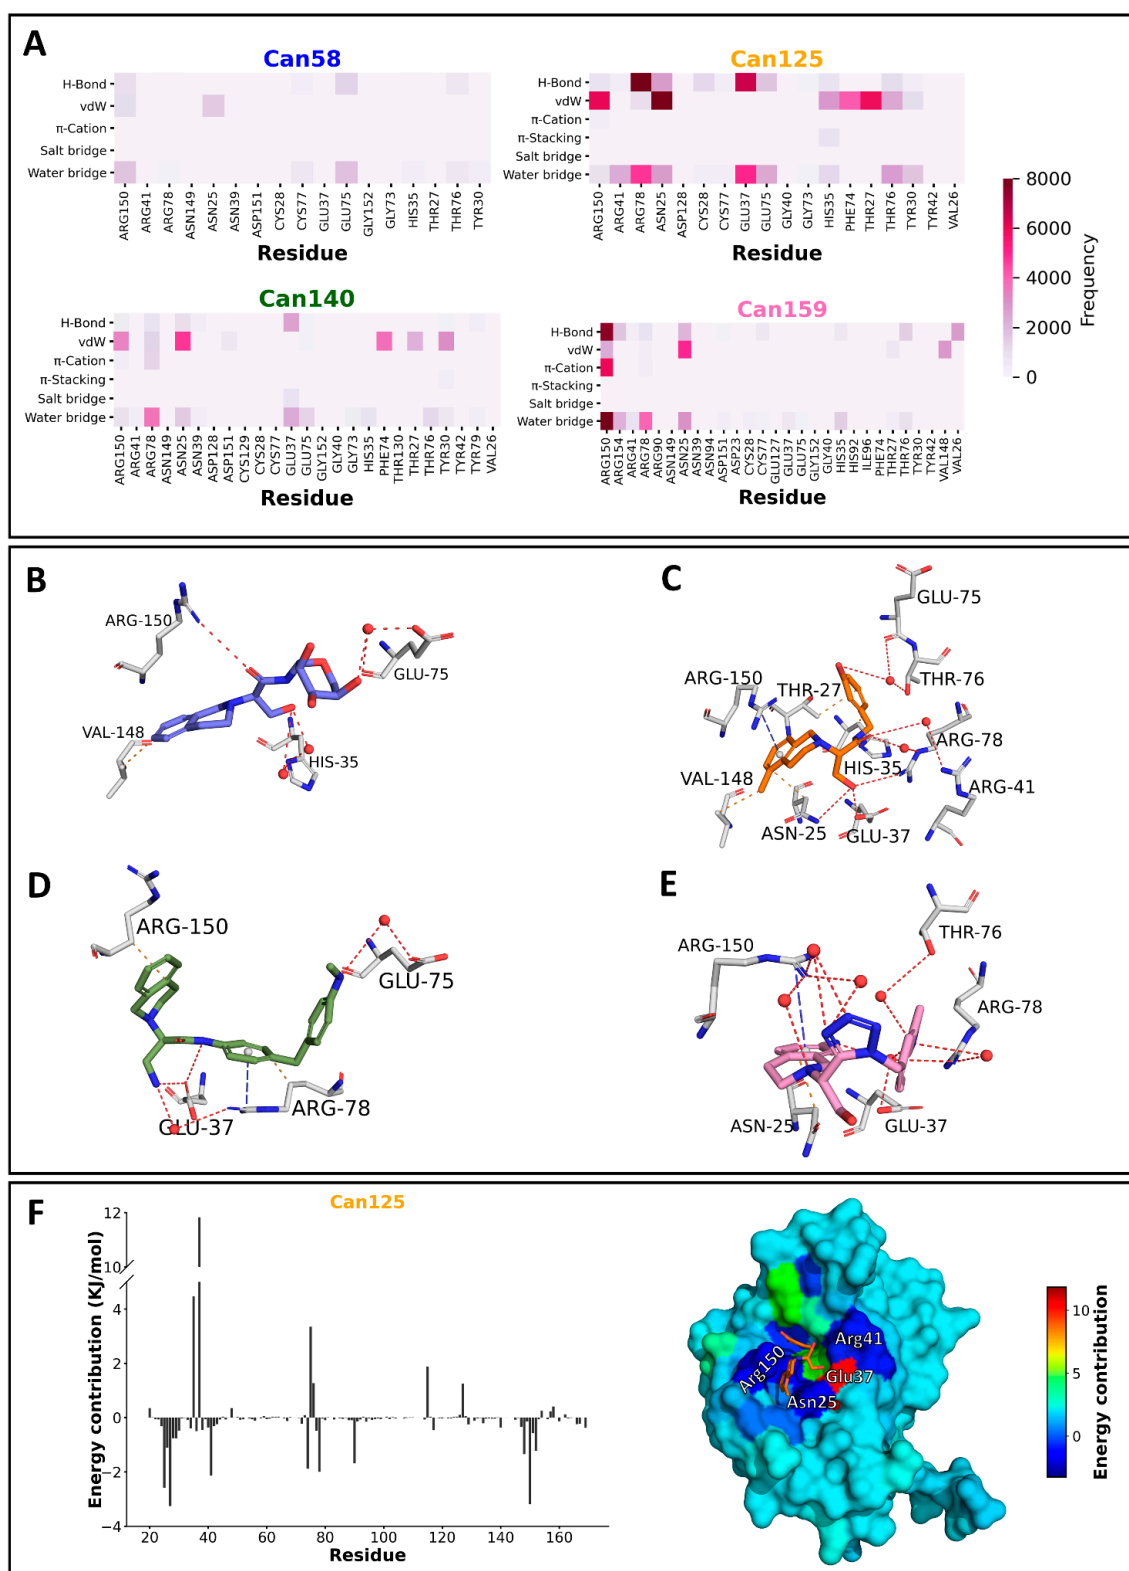 A
Can58
H-Bond
vdW
π-Cation
Salt bridge
Water bridge
ARG150 ARG41 ARG78 ASN149 ASN25 ASN39 ASP151 CYS28 CYS77 GLU37 GLU75 GLY152 GLY73 HIS35 THR27 THR76 TYR30
Residue
Can125
H-Bond
vdW
π-Cation
π-Stacking
Salt bridge
Water bridge
ARG150 ARG41 ARG78 ASN25 ASP128 CYS28 CYS77 GLU37 GLU75 GLY40 GLY73 HIS35 PHE74 THR27 THR76 TYR30 TYR42 VAL26
Residue
8000
6000
4000
2000
0
Frequency
Can140
H-Bond
vdW
π-Cation
π-Stacking
Salt bridge
Water bridge
ARG150 ARG41 ARG78 ASN149 ASN25 ASN39 ASP128 ASP151 CYS129 CYS28 CYS77 GLU37 GLU75 GLY152 GLY40 GLY73 HIS35 PHE74 THR130 THR27 THR76 TYR30 TYR42 TYR79 VAL26
Residue
Can159
H-Bond
vdW
π-Cation
π-Stacking
Salt bridge
Water bridge
ARG150 ARG154 ARG41 ARG78 ARG90 ASN149 ASN25 ASN39 ASN94 ASP151 ASP23 CYS28 CYS77 GLU127 GLU37 GLU75 GLY152 GLY40 HIS35 HIS92 ILE96 PHE74 THR27 THR76 TYR30 TYR42 VAL148 VAL26
Residue
B
ARG-150
GLU-75
VAL-148
HIS-35
C
GLU-75
ARG-150
THR-27
THR-76
ARG-78
HIS-35
VAL-148
ARG-41
ASN-25
GLU-37
D
ARG-150
GLU-75
ARG-78
GLU-37
E
THR-76
ARG-150
ARG-78
ASN-25
GLU-37
F
Can125
Energy contribution (KJ/mol)
12
10
4
2
0
−2
−4
20 40 60 80 100 120 140 160
Residue
Arg41
Arg150
Glu37
Asn25
10
5
0
Energy contribution